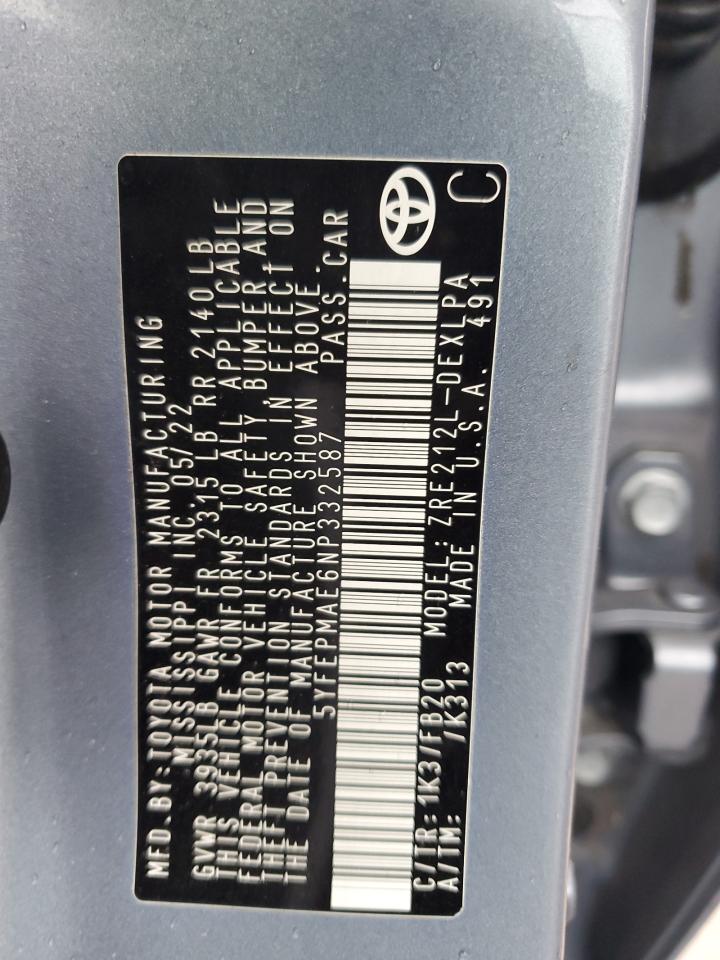 MFD.BY:TOYOTA MOTOR MANUFACTURING
MISSISSIPPI INC. 05/22
GVWR 3935LB GAWR FR 2315 LB RR 2140LB
THIS VEHICLE CONFORMS TO ALL APPLICABLE
FEDERAL MOTOR VEHICLE SAFETY, BUMPER AND
THEFT PREVENTION STANDARDS IN EFFECT ON
THE DATE OF MANUFACTURE SHOWN ABOVE.
5YFEPMAE6NP332587 PASS.CAR
C/TR:1K3/FB20 MODEL:ZRE212L-DEXLPA
A/TM: /K313 MADE IN U.S.A. 491
C